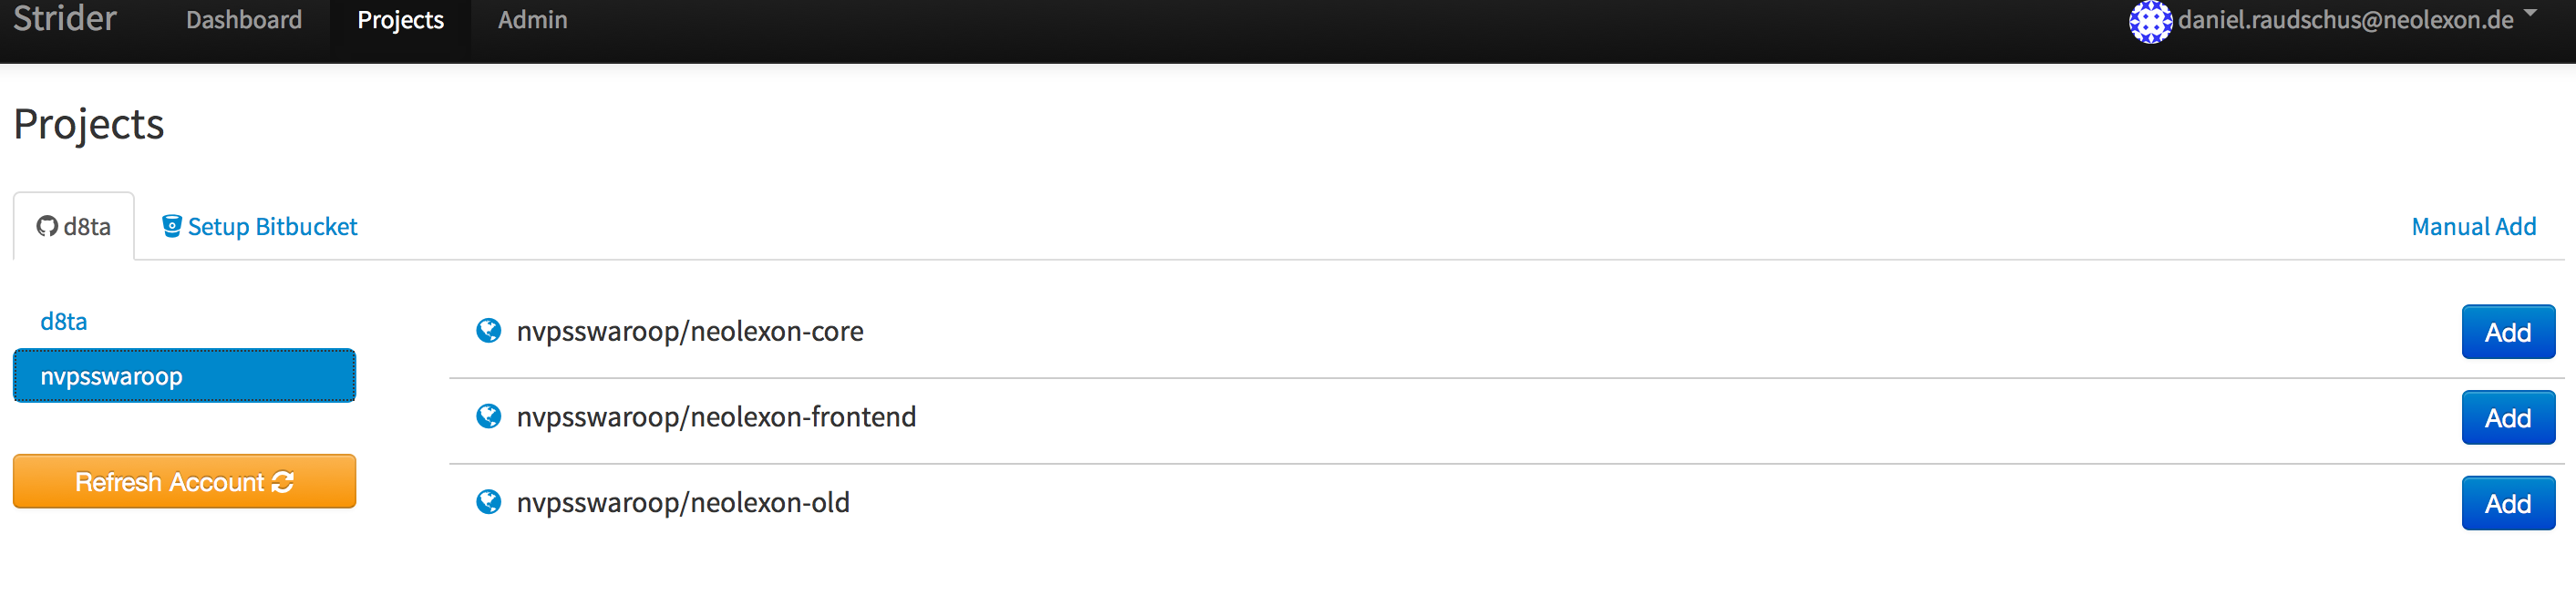 Strider Dashboard Projects Admin daniel.raudschus@neolexon.de
Projects
d8ta Setup Bitbucket Manual Add
d8ta
nvpsswaroop
Refresh Account
nvpsswaroop/neolexon-core Add
nvpsswaroop/neolexon-frontend Add
nvpsswaroop/neolexon-old Add